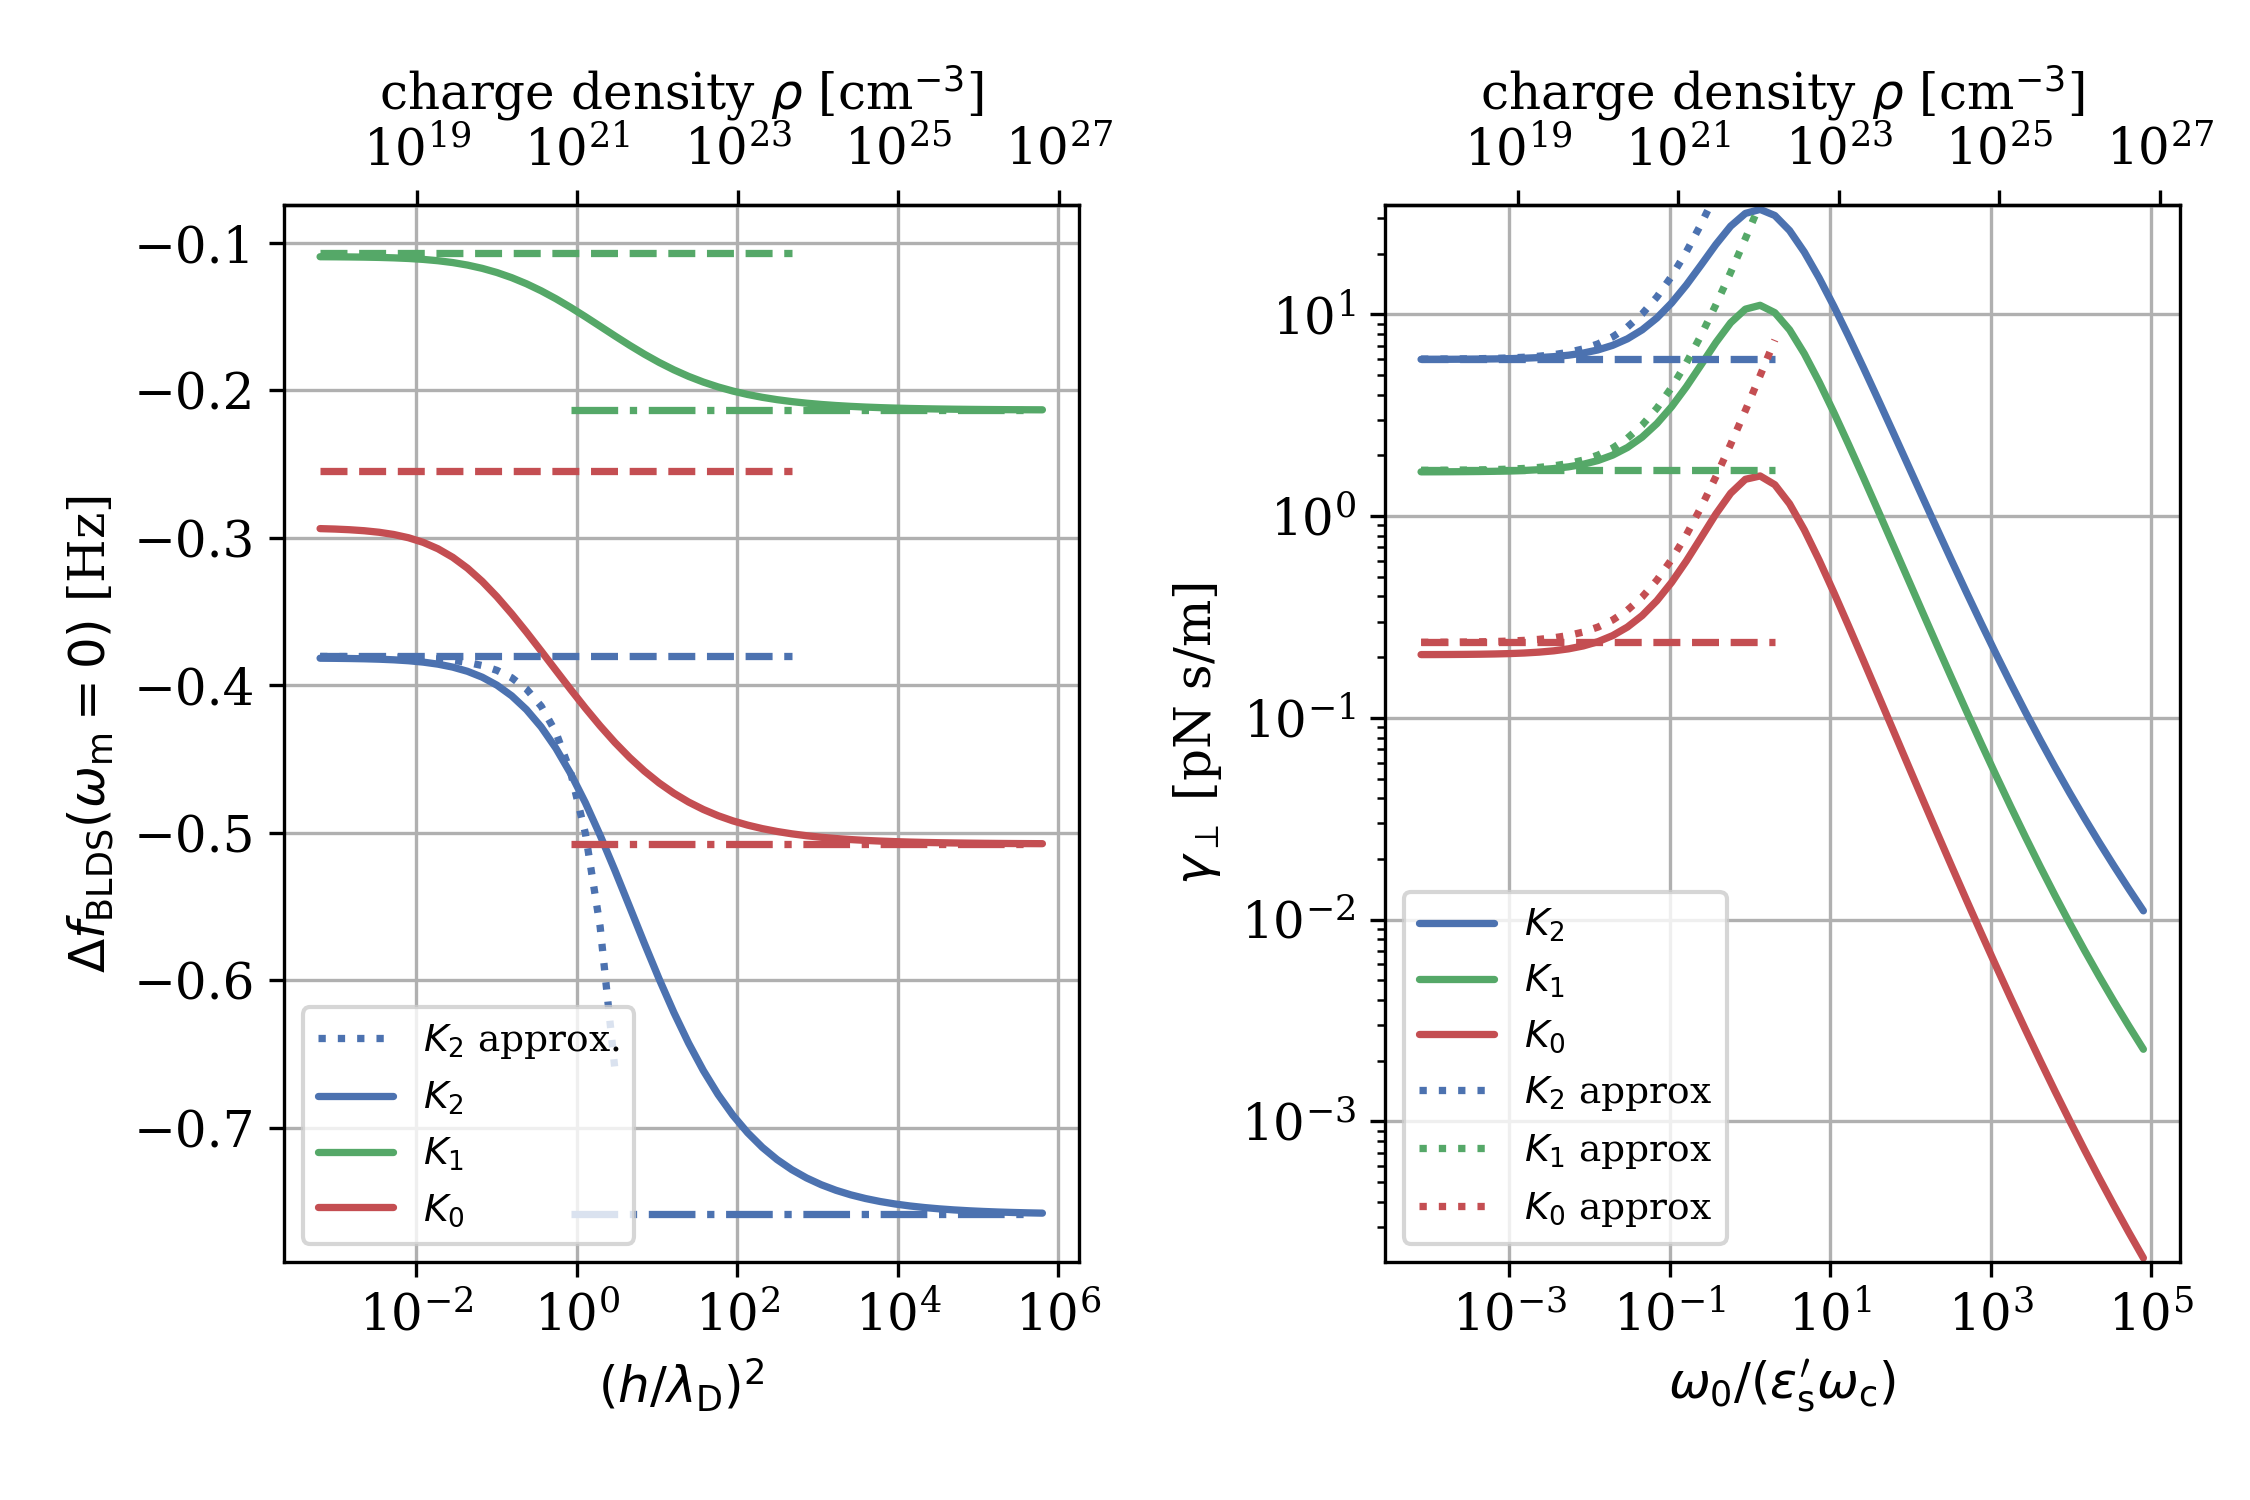 charge density ρ [cm⁻³]
10¹⁹ 10²¹ 10²³ 10²⁵ 10²⁷
−0.1
−0.2
−0.3
−0.4
−0.5
−0.6
−0.7
Δf_BLDS(ω_m = 0) [Hz]
K₂ approx.
K₂
K₁
K₀
10⁻² 10⁰ 10² 10⁴ 10⁶
(h/λ_D)²
charge density ρ [cm⁻³]
10¹⁹ 10²¹ 10²³ 10²⁵ 10²⁷
10¹
10⁰
10⁻¹
10⁻²
10⁻³
γ_⊥ [pN s/m]
K₂
K₁
K₀
K₂ approx
K₁ approx
K₀ approx
10⁻³ 10⁻¹ 10¹ 10³ 10⁵
ω₀/(ε′_s ω_c)